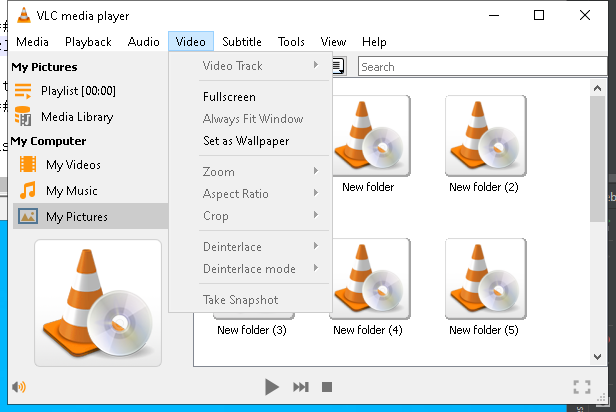 VLC media player
Media Playback Audio Video Subtitle Tools View Help
My Pictures
Playlist [00:00]
Media Library
My Computer
My Videos
My Music
My Pictures
Video Track
Fullscreen
Always Fit Window
Set as Wallpaper
Zoom
Aspect Ratio
Crop
Deinterlace
Deinterlace mode
Take Snapshot
Search
New folder
New folder (2)
New folder (3)
New folder (4)
New folder (5)